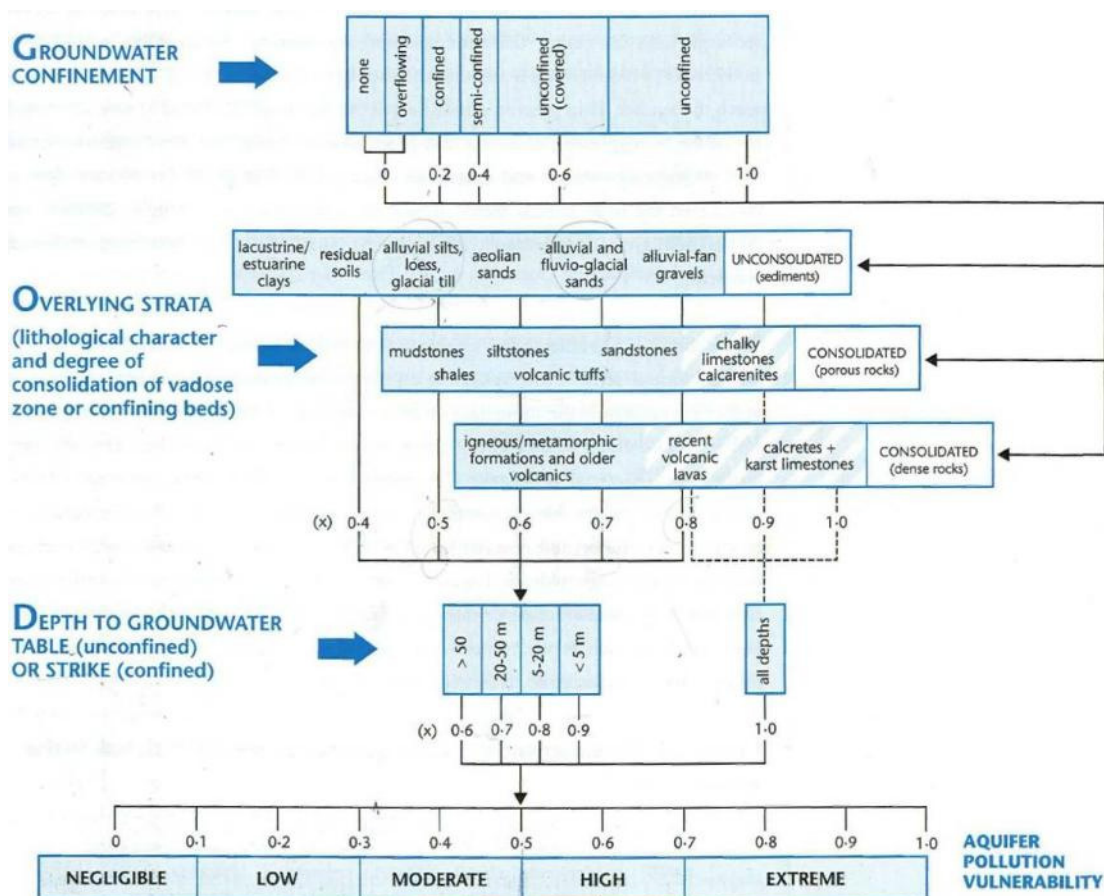 GROUNDWATER
CONFINEMENT
none
overflowing
confined
semi-confined
unconfined
(covered)
unconfined
0 0·2 0·4 0·6 1·0
OVERLYING STRATA
(lithological character
and degree of
consolidation of vadose
zone or confining beds)
lacustrine/
estuarine
clays
residual
soils
alluvial silts,
loess,
glacial till
aeolian
sands
alluvial and
fluvio-glacial
sands
alluvial-fan
gravels
UNCONSOLIDATED
(sediments)
mudstones
shales
siltstones
volcanic tuffs
sandstones
chalky
limestones
calcarenites
CONSOLIDATED
(porous rocks)
igneous/metamorphic
formations and older
volcanics
recent
volcanic
lavas
calcretes +
karst limestones
CONSOLIDATED
(dense rocks)
(x) 0·4 0·5 0·6 0·7 0·8 0·9 1·0
DEPTH TO GROUNDWATER
TABLE (unconfined)
OR STRIKE (confined)
> 50
20-50 m
5-20 m
< 5 m
all depths
(x) 0·6 0·7 0·8 0·9 1·0
0 0·1 0·2 0·3 0·4 0·5 0·6 0·7 0·8 0·9 1·0
NEGLIGIBLE LOW MODERATE HIGH EXTREME
AQUIFER
POLLUTION
VULNERABILITY